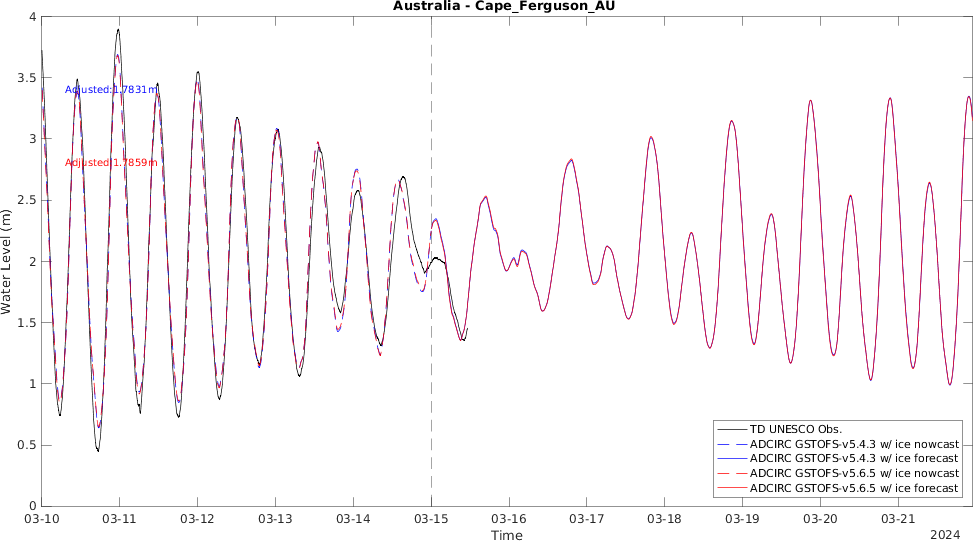 Australia - Cape_Ferguson_AU
4
3.5
3
2.5
2
1.5
1
0.5
0
Water Level (m)
Adjusted:1.7831m
Adjusted:1.7859m
TD UNESCO Obs.
ADCIRC GSTOFS-v5.4.3 w/ ice nowcast
ADCIRC GSTOFS-v5.4.3 w/ ice forecast
ADCIRC GSTOFS-v5.6.5 w/ ice nowcast
ADCIRC GSTOFS-v5.6.5 w/ ice forecast
03-10 03-11 03-12 03-13 03-14 03-15 03-16 03-17 03-18 03-19 03-20 03-21
Time
2024